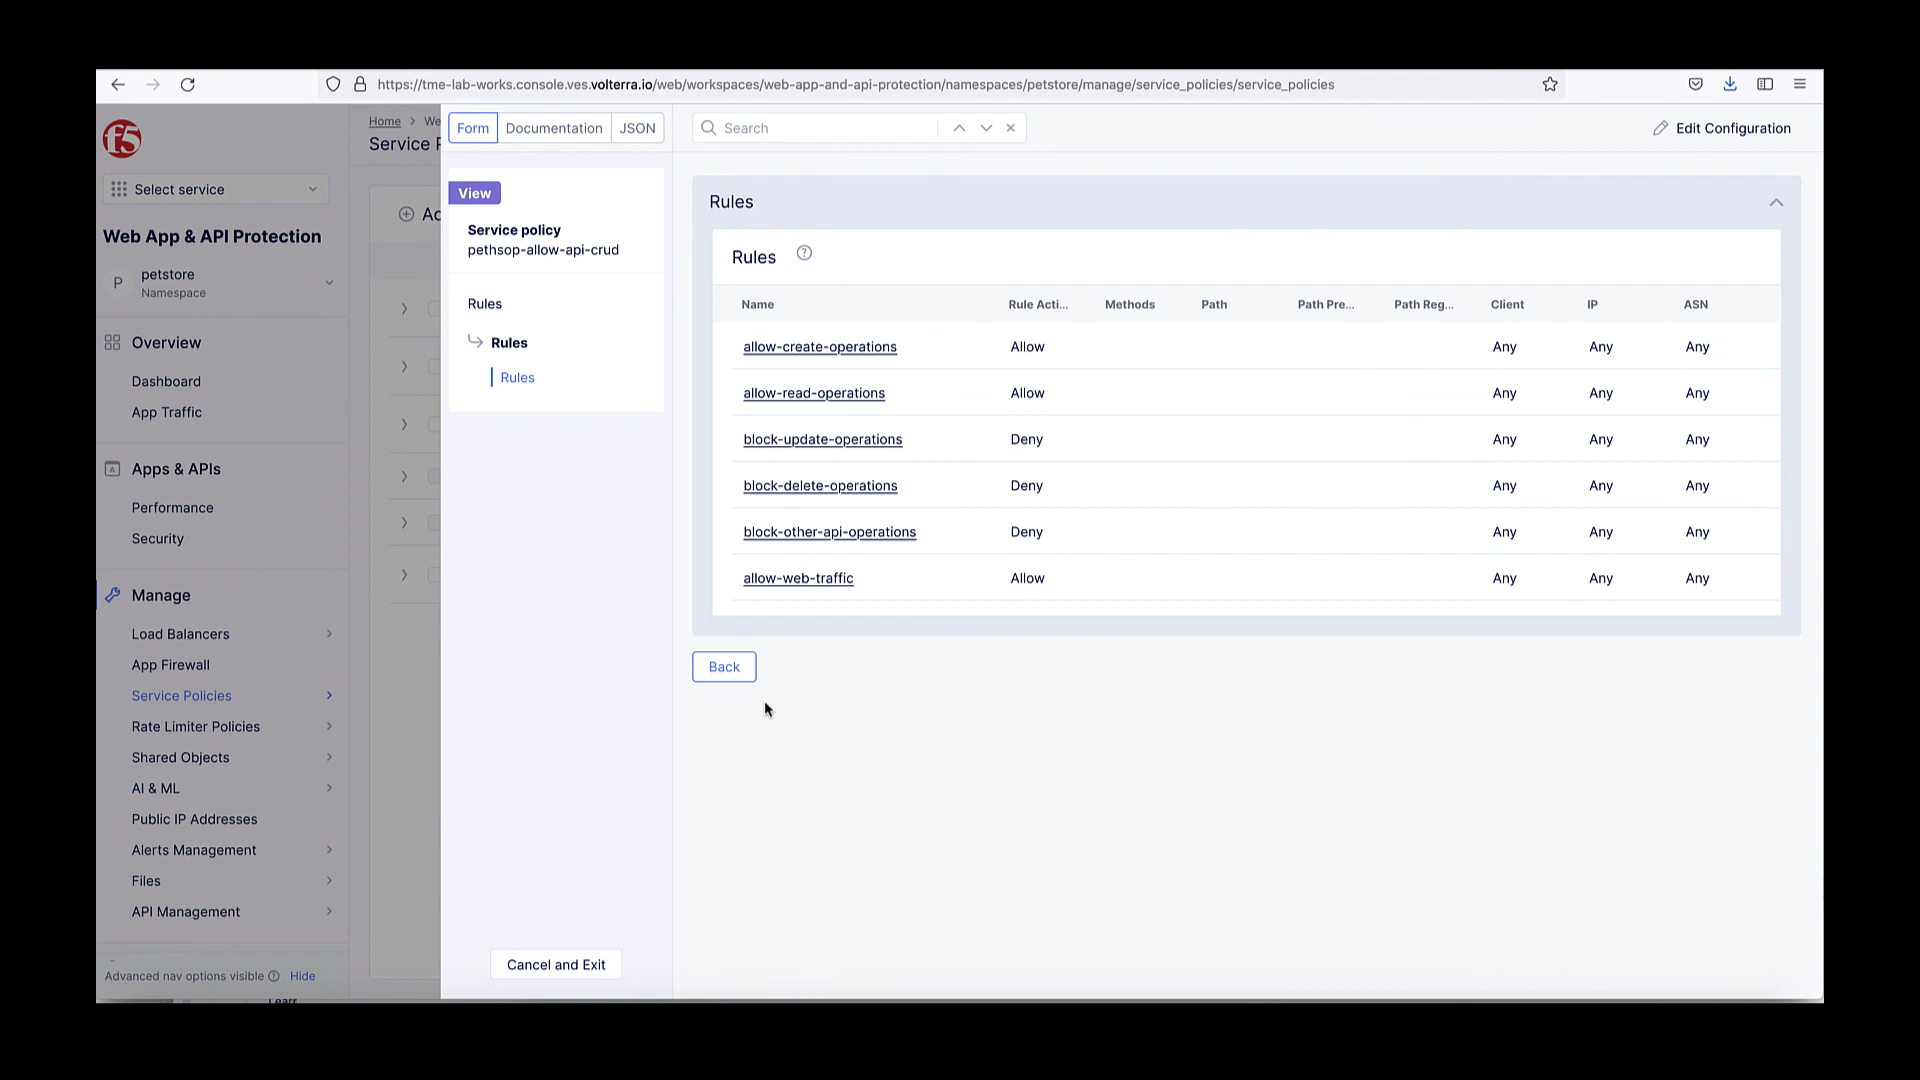 https://tme-lab-works.console.ves.volterra.io/web/workspaces/web-app-and-api-protection/namespaces/petstore/manage/service_policies/service_policies
f5
Select service
Web App & API Protection
P
petstore
Namespace
Overview
Dashboard
App Traffic
Apps & APIs
Performance
Security
Manage
Load Balancers
App Firewall
Service Policies
Rate Limiter Policies
Shared Objects
AI & ML
Public IP Addresses
Alerts Management
Files
API Management
Advanced nav options visible Hide
Home > We
Service P
Ad
Form Documentation JSON
View
Service policy
pethsop-allow-api-crud
Rules
Rules
Rules
Cancel and Exit
Search
Edit Configuration
Rules
Rules
Name Rule Acti... Methods Path Path Pre... Path Reg... Client IP ASN
allow-create-operations Allow Any Any Any
allow-read-operations Allow Any Any Any
block-update-operations Deny Any Any Any
block-delete-operations Deny Any Any Any
block-other-api-operations Deny Any Any Any
allow-web-traffic Allow Any Any Any
Back